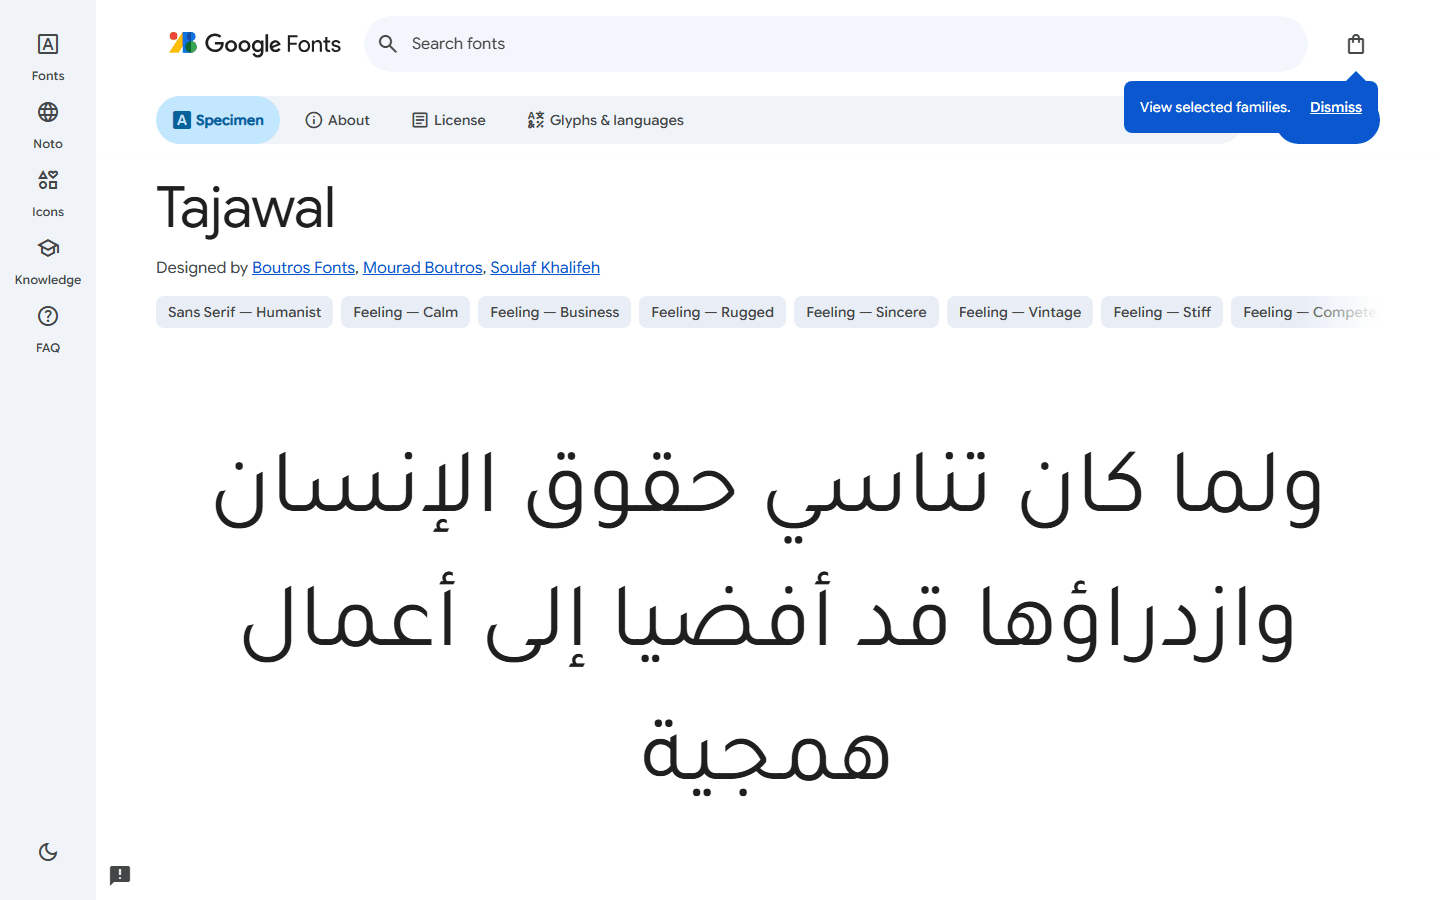 Fonts
Noto
Icons
Knowledge
FAQ
Google Fonts
Search fonts
View selected families. Dismiss
Specimen
About
License
Glyphs & languages
Tajawal
Designed by Boutros Fonts, Mourad Boutros, Soulaf Khalifeh
Sans Serif — Humanist
Feeling — Calm
Feeling — Business
Feeling — Rugged
Feeling — Sincere
Feeling — Vintage
Feeling — Stiff
Feeling — Compete
ولما كان تناسي حقوق الإنسان
وازدراؤها قد أفضيا إلى أعمال
همجية